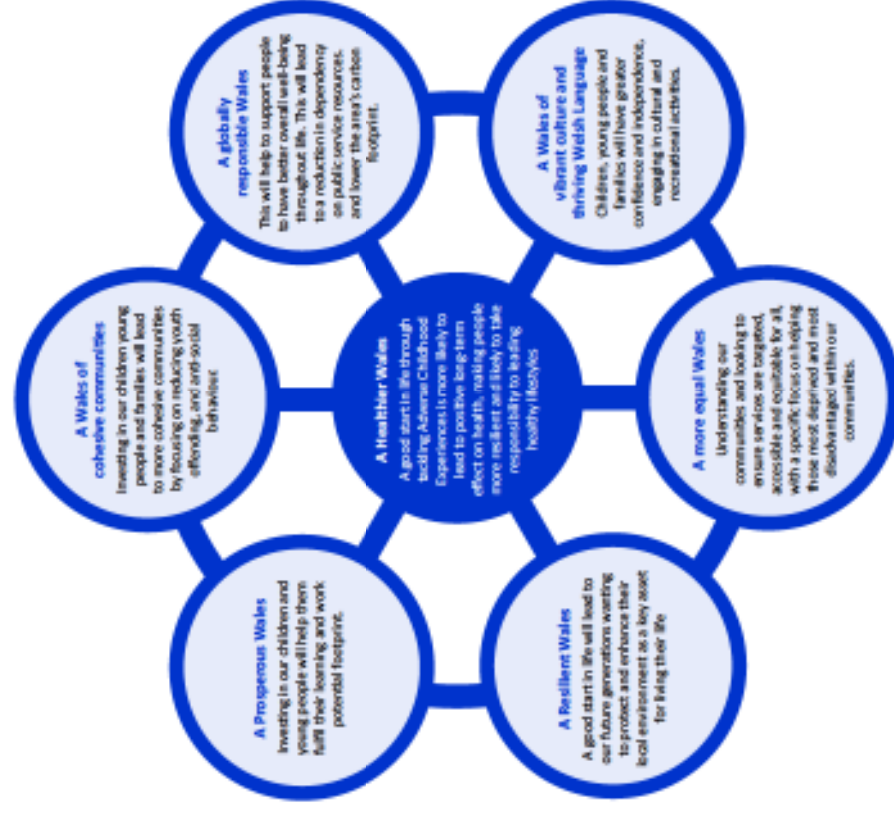 A Healthier Wales
A good start in life through
tackling Adverse Childhood
Experiences is more likely to
lead to positive long-term
effect on health, making people
more resilient and likely to take
responsibility to leading
healthy lifestyles
A Wales of
cohesive communities
Investing in our children young
people and families will lead
to more cohesive communities
by focusing on reducing youth
offending, and anti-social
behaviour.
A globally
responsible Wales
This will help to support people
to have better overall well-being
throughout life. This will lead
to a reduction in dependency
on public service resources.
and lower the area's carbon
footprint.
A Wales of
vibrant culture and
thriving Welsh Language
Children, young people and
families will have greater
confidence and independence,
engaging in cultural and
recreational activities.
A more equal Wales
Understanding our
communities and looking to
ensure services are targeted,
accessible and equitable for all,
with a specific focus on helping
those most deprived and most
disadvantaged within our
communities.
A Resilient Wales
A good start in life will lead to
our future generations wanting
to protect and enhance their
local environment as a key asset
for living their life
A Prosperous Wales
Investing in our children and
young people will help them
fulfil their learning and work
potential footprint.